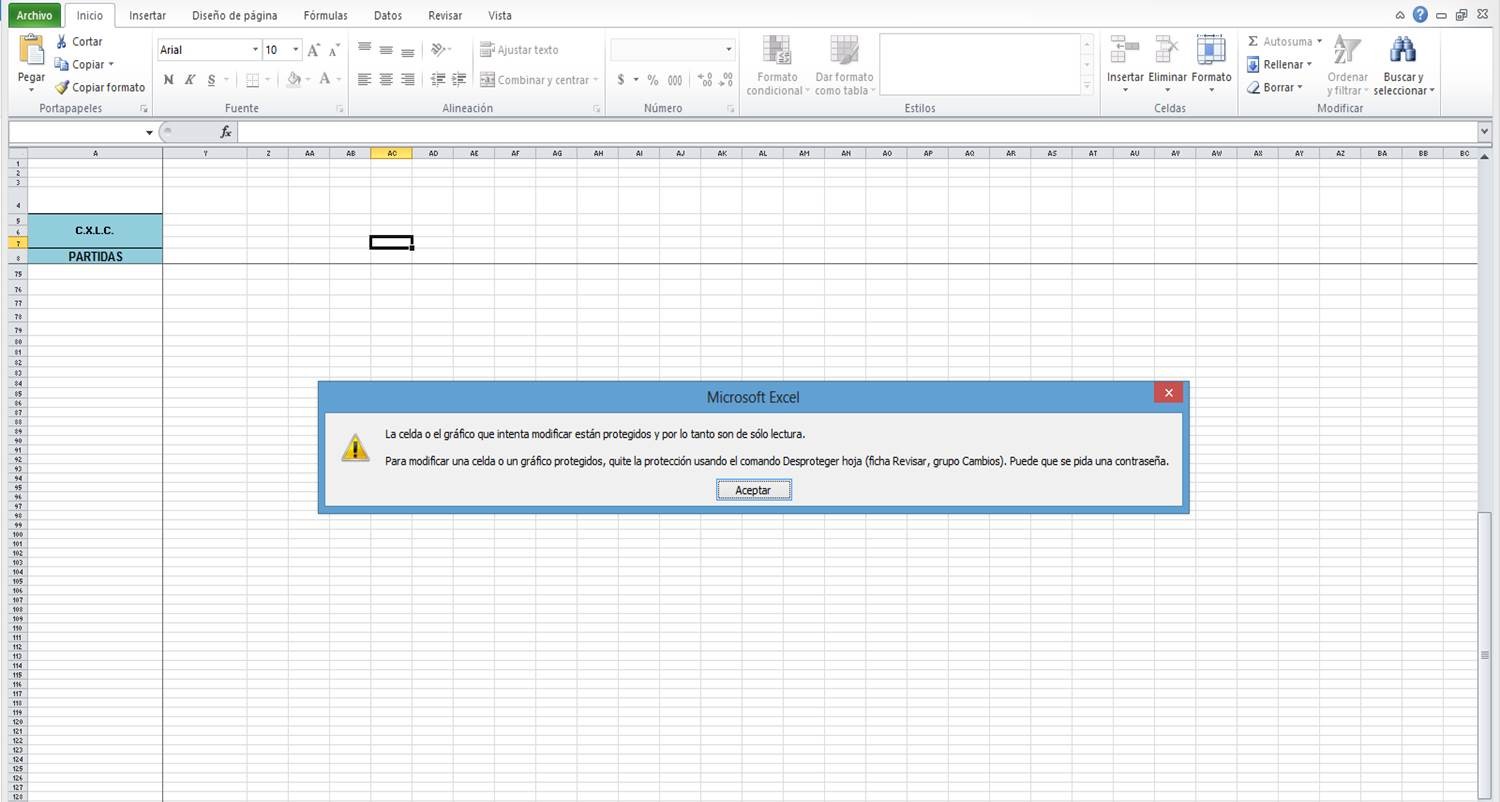 Archivo Inicio Insertar Diseño de página Fórmulas Datos Revisar Vista
Cortar
Copiar
Copiar formato
Pegar
Portapapeles
Arial 10
N K S A
Fuente
Ajustar texto
Combinar y centrar
Alineación
$ % 000
Número
Formato condicional
Dar formato como tabla
Estilos
Insertar Eliminar Formato
Celdas
Σ Autosuma
Rellenar
Borrar
Ordenar y filtrar
Buscar y seleccionar
Modificar
fx
A Y Z AA AB AC AD AE AF AG AH AI AJ AK AL AM AN AO AP AQ AR AS AT AU AV AW AX AY AZ BA BB BC
1
2
3
4
5
6 C.X.L.C.
7
8 PARTIDAS
75
76
77
78
79
80
81
82
83
84
85
86
87
88
89
90
91
92
93
94
95
96
97
98
99
100
101
102
103
104
105
106
107
108
109
110
111
112
113
114
115
116
117
118
119
120
121
122
123
124
125
126
127
128
Microsoft Excel
La celda o el gráfico que intenta modificar están protegidos y por lo tanto son de sólo lectura.
Para modificar una celda o un gráfico protegidos, quite la protección usando el comando Desproteger hoja (ficha Revisar, grupo Cambios). Puede que se pida una contraseña.
Aceptar